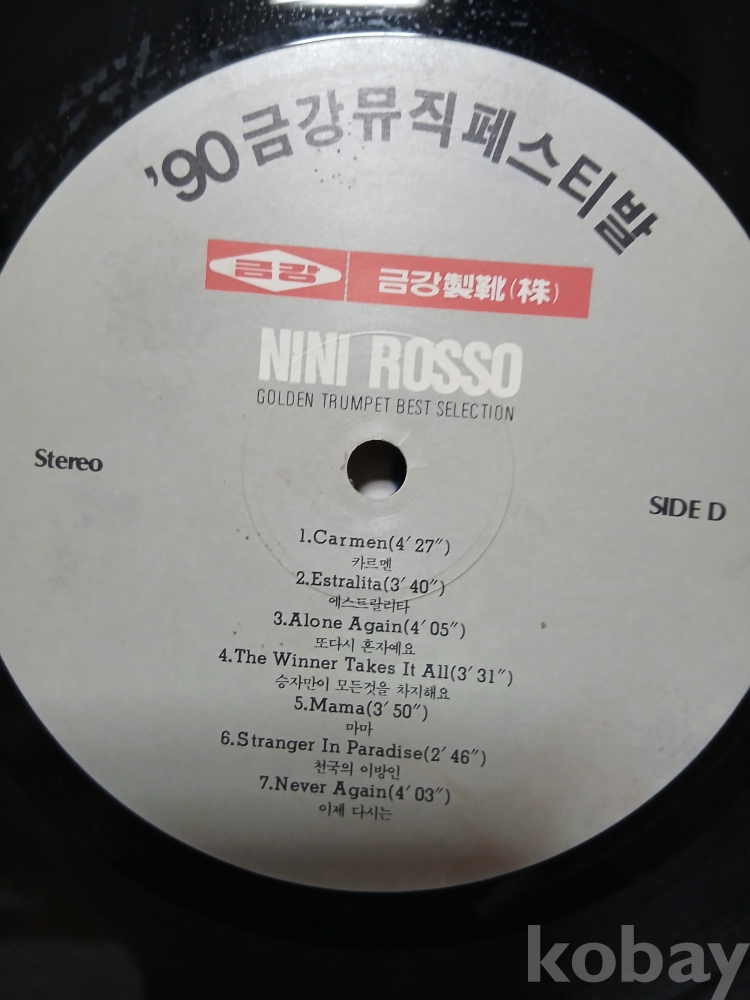 '90 금강뮤직페스티발
금강 금강製靴(株)
NINI ROSSO
GOLDEN TRUMPET BEST SELECTION
Stereo
SIDE D
1.Carmen(4′27″)
카르멘
2.Estralita(3′40″)
에스트랄리타
3.Alone Again(4′05″)
또다시 혼자예요
4.The Winner Takes It All(3′31″)
승자만이 모든것을 차지해요
5.Mama(3′50″)
마마
6.Stranger In Paradise(2′46″)
천국의 이방인
7.Never Again(4′03″)
이제 다시는
kobay